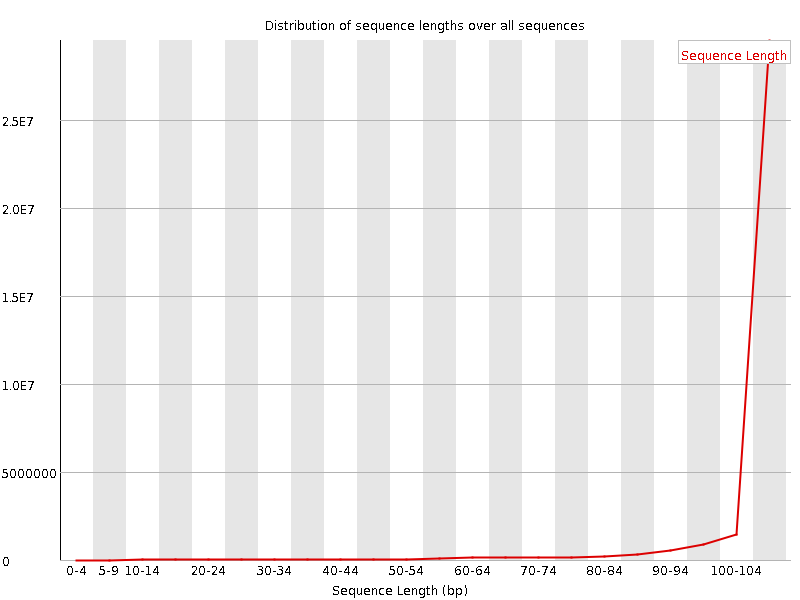 Distribution of sequence lengths over all sequences
Sequence Length
2.5E7
2.0E7
1.5E7
1.0E7
5000000
0
0-4 5-9 10-14 20-24 30-34 40-44 50-54 60-64 70-74 80-84 90-94 100-104
Sequence Length (bp)